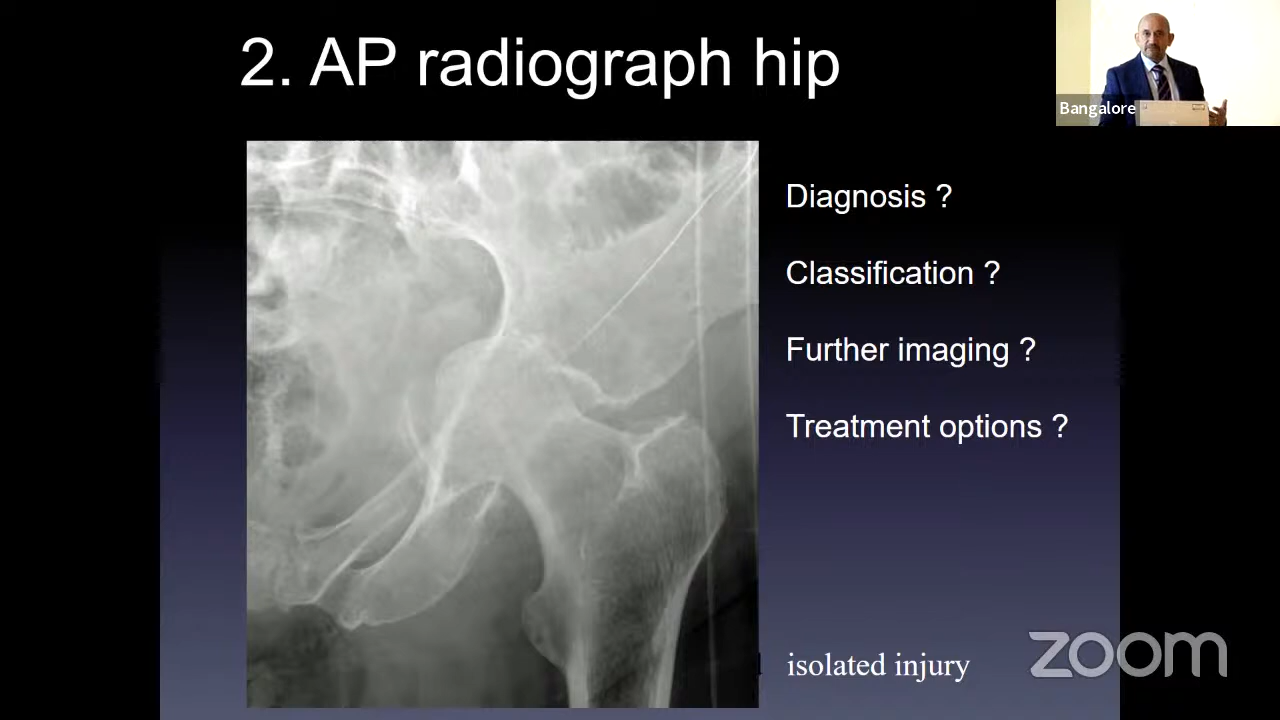 2. AP radiograph hip
Bangalore
Diagnosis ?
Classification ?
Further imaging ?
Treatment options ?
isolated injury
zoom